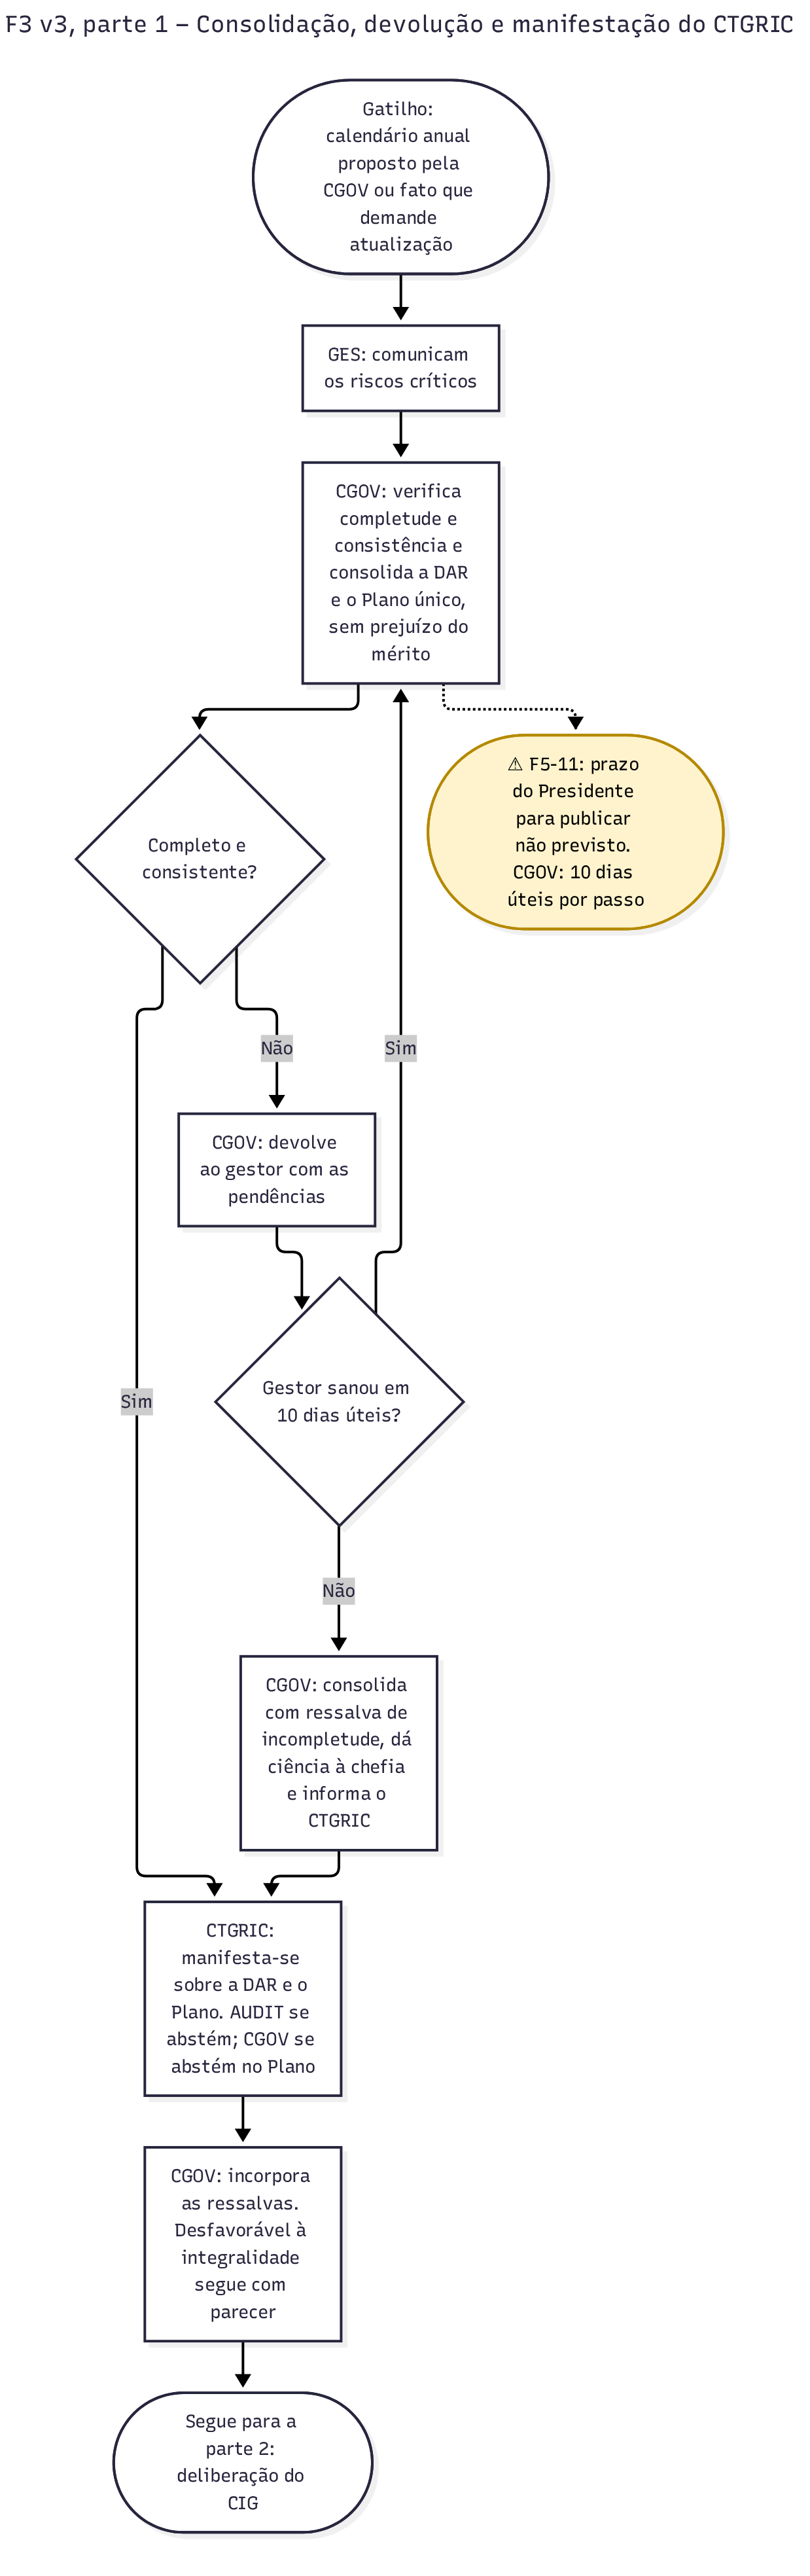 F3 v3, parte 1 – Consolidação, devolução e manifestação do CTGRIC
Gatilho:
calendário anual
proposto pela
CGOV ou fato que
demande
atualização
GES: comunicam
os riscos críticos
CGOV: verifica
completude e
consistência e
consolida a DAR
e o Plano único,
sem prejuízo do
mérito
Completo e
consistente?
⚠ F5-11: prazo
do Presidente
para publicar
não previsto.
CGOV: 10 dias
úteis por passo
Não
Sim
CGOV: devolve
ao gestor com as
pendências
Gestor sanou em
10 dias úteis?
Sim
Não
CGOV: consolida
com ressalva de
incompletude, dá
ciência à chefia
e informa o
CTGRIC
CTGRIC:
manifesta-se
sobre a DAR e o
Plano. AUDIT se
abstém; CGOV se
abstém no Plano
CGOV: incorpora
as ressalvas.
Desfavorável à
integralidade
segue com
parecer
Segue para a
parte 2:
deliberação do
CIG